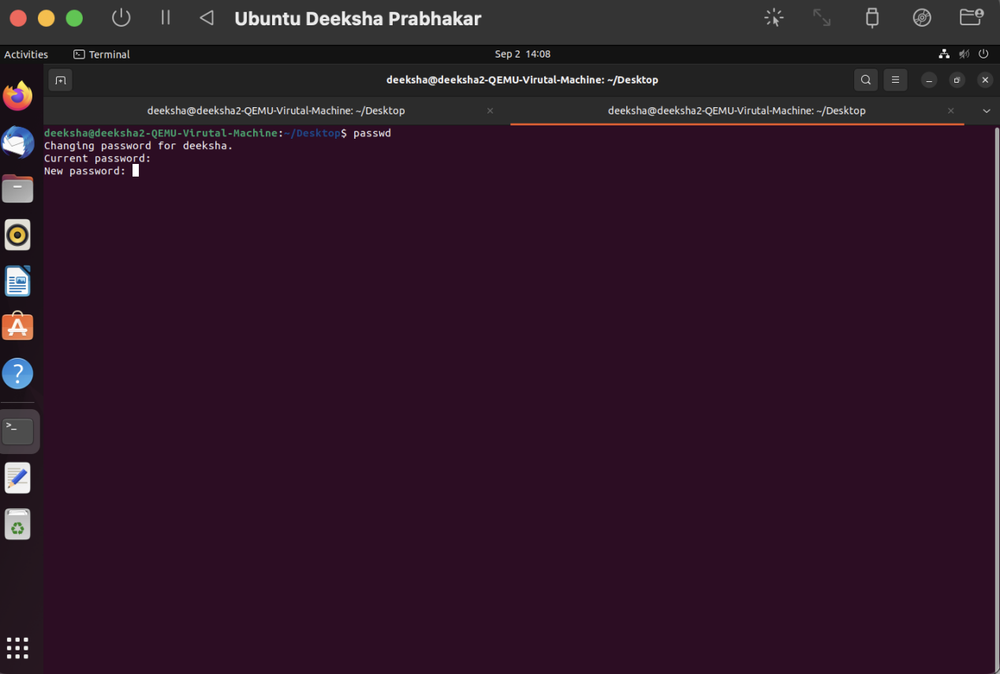 Ubuntu Deeksha Prabhakar
Activities
Terminal
Sep 2 14:08
deeksha@deeksha2-QEMU-Virutal-Machine: ~/Desktop
deeksha@deeksha2-QEMU-Virutal-Machine: ~/Desktop
deeksha@deeksha2-QEMU-Virutal-Machine: ~/Desktop
deeksha@deeksha2-QEMU-Virutal-Machine:~/Desktop$ passwd
Changing password for deeksha.
Current password:
New password: